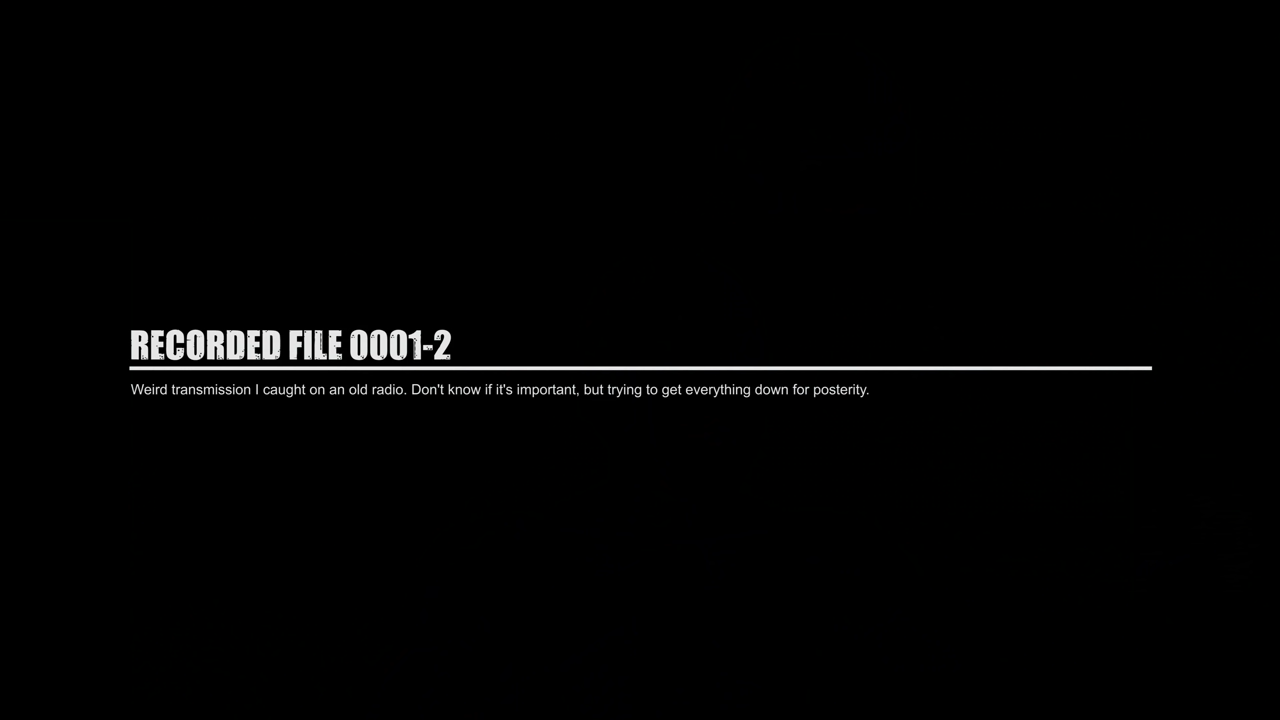 RECORDED FILE 0001-2
Weird transmission I caught on an old radio. Don't know if it's important, but trying to get everything down for posterity.